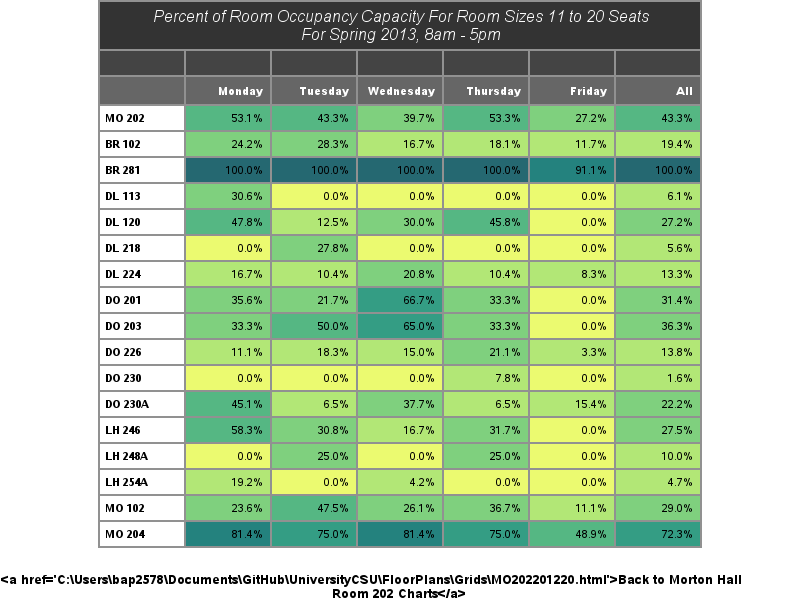 Percent of Room Occupancy Capacity For Room Sizes 11 to 20 Seats
For Spring 2013, 8am - 5pm
Monday Tuesday Wednesday Thursday Friday All
MO 202 53.1% 43.3% 39.7% 53.3% 27.2% 43.3%
BR 102 24.2% 28.3% 16.7% 18.1% 11.7% 19.4%
BR 281 100.0% 100.0% 100.0% 100.0% 91.1% 100.0%
DL 113 30.6% 0.0% 0.0% 0.0% 0.0% 6.1%
DL 120 47.8% 12.5% 30.0% 45.8% 0.0% 27.2%
DL 218 0.0% 27.8% 0.0% 0.0% 0.0% 5.6%
DL 224 16.7% 10.4% 20.8% 10.4% 8.3% 13.3%
DO 201 35.6% 21.7% 66.7% 33.3% 0.0% 31.4%
DO 203 33.3% 50.0% 65.0% 33.3% 0.0% 36.3%
DO 226 11.1% 18.3% 15.0% 21.1% 3.3% 13.8%
DO 230 0.0% 0.0% 0.0% 7.8% 0.0% 1.6%
DO 230A 45.1% 6.5% 37.7% 6.5% 15.4% 22.2%
LH 246 58.3% 30.8% 16.7% 31.7% 0.0% 27.5%
LH 248A 0.0% 25.0% 0.0% 25.0% 0.0% 10.0%
LH 254A 19.2% 0.0% 4.2% 0.0% 0.0% 4.7%
MO 102 23.6% 47.5% 26.1% 36.7% 11.1% 29.0%
MO 204 81.4% 75.0% 81.4% 75.0% 48.9% 72.3%
<a href='C:\Users\bap2578\Documents\GitHub\UniversityCSU\FloorPlans\Grids\MO202201220.html'>Back to Morton Hall
Room 202 Charts</a>